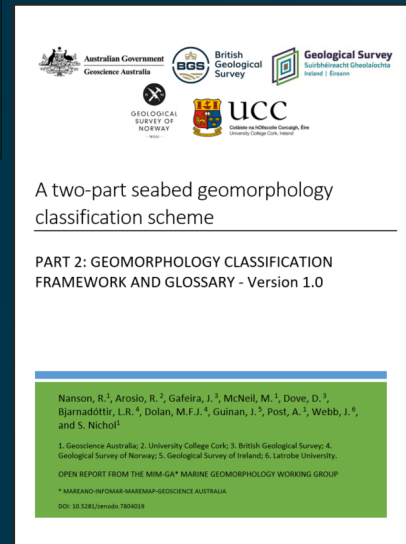 Australian Government
Geoscience Australia
BGS
British
Geological
Survey
Geological Survey
Suirbhéireacht Gheolaíochta
Ireland | Éireann
GEOLOGICAL
SURVEY OF
NORWAY
- NGU -
UCC
Coláiste na hOllscoile Corcaigh, Éire
University College Cork, Ireland
A two-part seabed geomorphology
classification scheme
PART 2: GEOMORPHOLOGY CLASSIFICATION
FRAMEWORK AND GLOSSARY - Version 1.0
Nanson, R.¹, Arosio, R.², Gafeira, J.³, McNeil, M.¹, Dove, D.³,
Bjarnadóttir, L.R.⁴, Dolan, M.F.J.⁴, Guinan, J.⁵, Post, A.¹, Webb, J.⁶,
and S. Nichol¹
1. Geoscience Australia; 2. University College Cork; 3. British Geological Survey; 4.
Geological Survey of Norway; 5. Geological Survey of Ireland; 6. Latrobe University.
OPEN REPORT FROM THE MIM-GA* MARINE GEOMORPHOLOGY WORKING GROUP
* MAREANO-INFOMAR-MAREMAP-GEOSCIENCE AUSTRALIA
DOI: 10.5281/zenodo.7804019